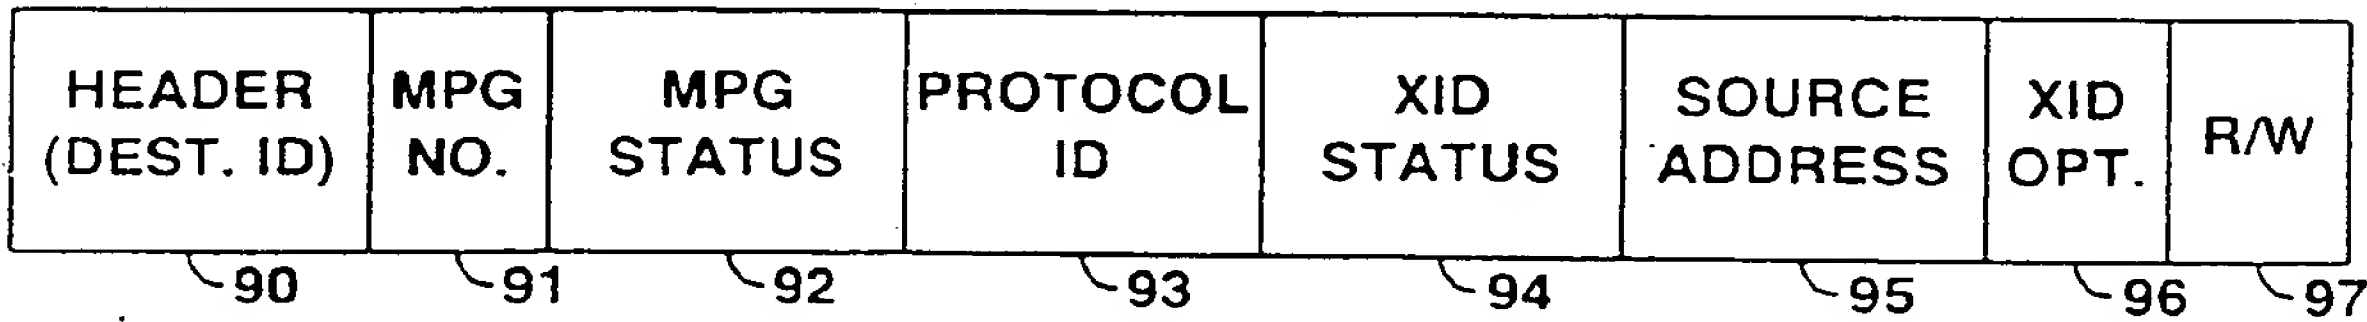 HEADER
(DEST. ID)
MPG
NO.
MPG
STATUS
PROTOCOL
ID
XID
STATUS
SOURCE
ADDRESS
XID
OPT.
R/W
90
91
92
93
94
95
96
97